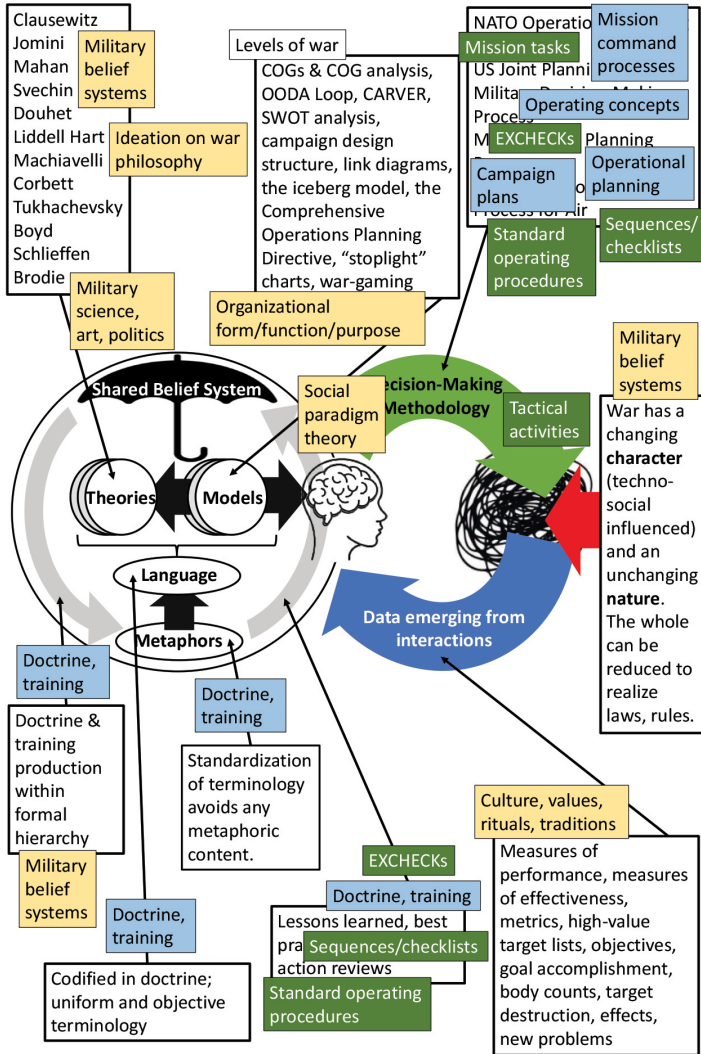 Clausewitz
Jomini
Mahan
Svechin
Douhet
Liddell Hart
Machiavelli
Corbett
Tukhachevsky
Boyd
Schlieffen
Brodie
Military
belief
systems
Ideation on war
philosophy
Military
science,
art, politics
Levels of war
COGs & COG analysis,
OODA Loop, CARVER,
SWOT analysis,
campaign design
structure, link diagrams,
the iceberg model, the
Comprehensive
Operations Planning
Directive, “stoplight”
charts, war-gaming
Organizational
form/function/purpose
NATO
US Joint
Process
Planning
Process for Air
Mission tasks
Mission
command
processes
Operating concepts
EXCHECKs
Operational
planning
Campaign
plans
Standard
operating
procedures
Sequences/
checklists
Shared Belief System
Social
paradigm
theory
Methodology
Tactical
activities
Theories
Models
Language
Metaphors
Data emerging from
interactions
Military
belief
systems
War has a
changing
character
(techno-
social
influenced)
and an
unchanging
nature.
The whole
can be
reduced to
realize
laws, rules.
Doctrine,
training
Doctrine &
training
production
within
formal
hierarchy
Military
belief
systems
Doctrine,
training
Standardization
of terminology
avoids any
metaphoric
content.
Doctrine,
training
Codified in doctrine;
uniform and objective
terminology
EXCHECKs
Doctrine, training
Lessons learned, best
Sequences/checklists
action reviews
Standard operating
procedures
Culture, values,
rituals, traditions
Measures of
performance, measures
of effectiveness,
metrics, high-value
target lists, objectives,
goal accomplishment,
body counts, target
destruction, effects,
new problems